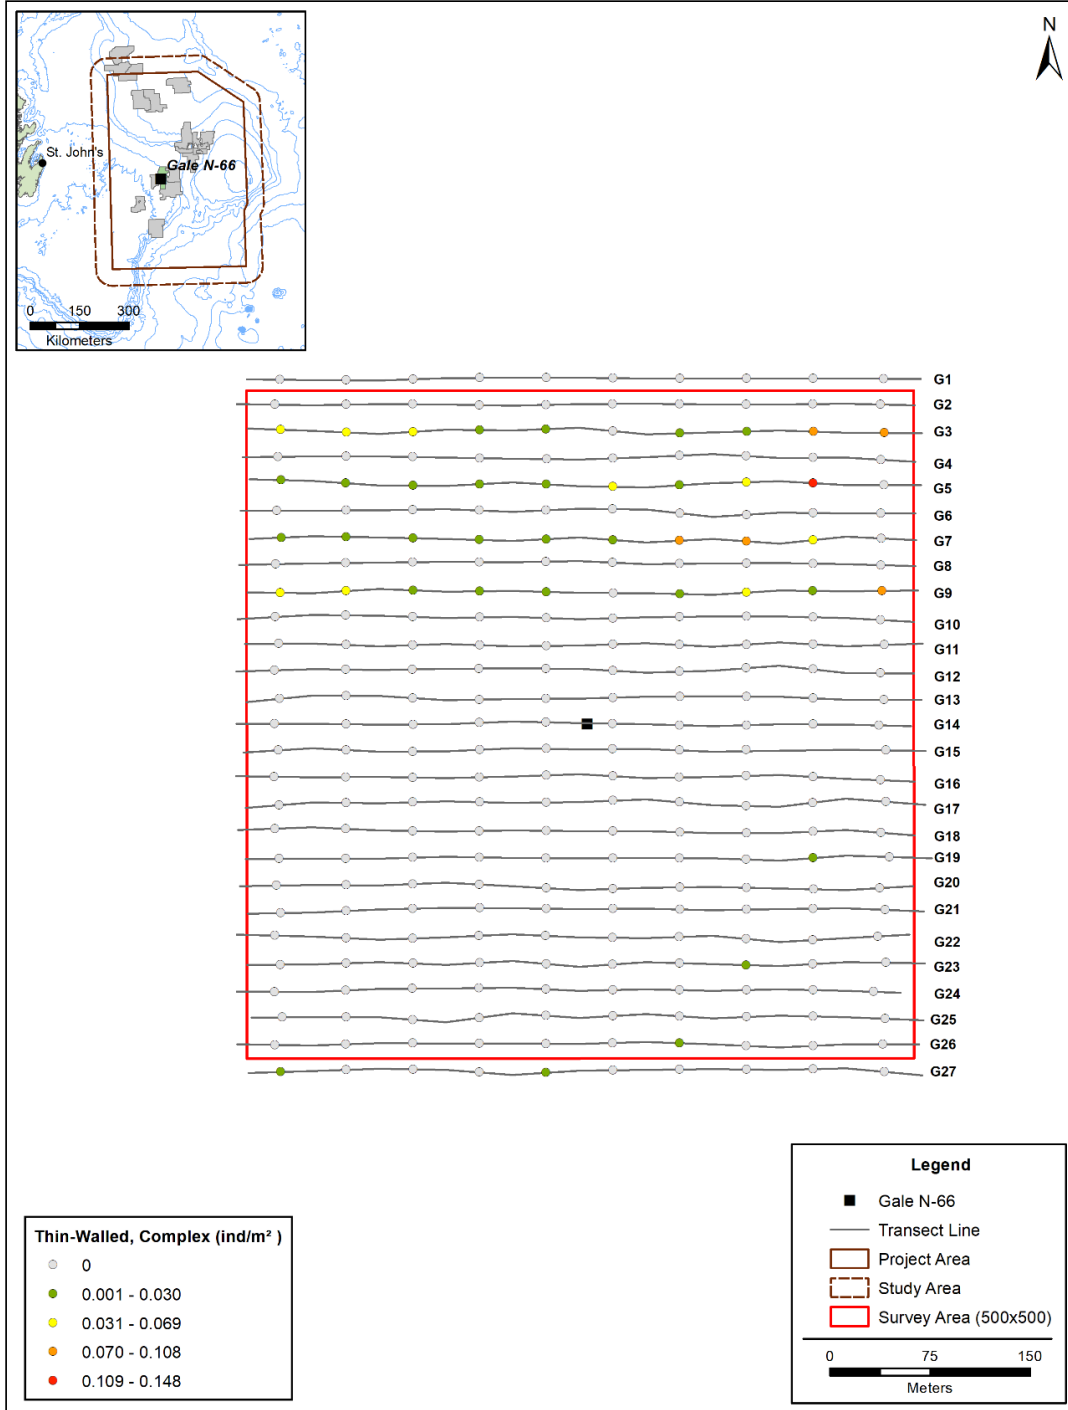 N
St. John's
Gale N-66
0 150 300
Kilometers
G1
G2
G3
G4
G5
G6
G7
G8
G9
G10
G11
G12
G13
G14
G15
G16
G17
G18
G19
G20
G21
G22
G23
G24
G25
G26
G27
Thin-Walled, Complex (ind/m² )
0
0.001 - 0.030
0.031 - 0.069
0.070 - 0.108
0.109 - 0.148
Legend
Gale N-66
Transect Line
Project Area
Study Area
Survey Area (500x500)
0 75 150
Meters